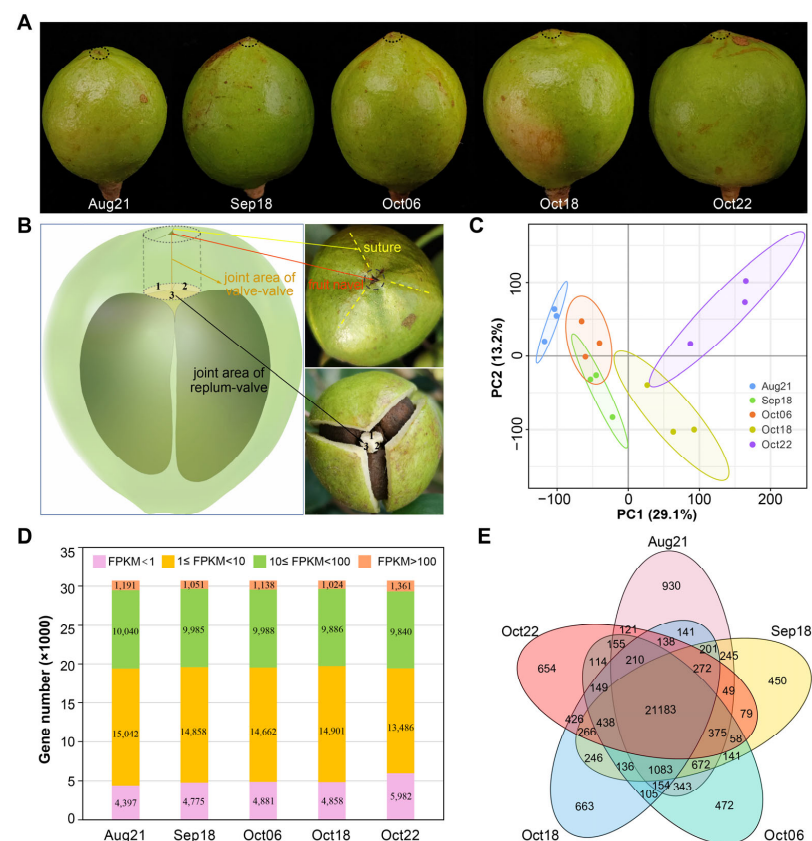 A
Aug21
Sep18
Oct06
Oct18
Oct22
B
suture
joint area of
valve-valve
1 2
3
joint area of
replum-valve
1
3 2
C
PC2 (13.2%)
100
0
−100
Aug21
Sep18
Oct06
Oct18
Oct22
−100
0
100
200
PC1 (29.1%)
D
Gene number (×1000)
35
30
25
20
15
10
5
0
FPKM<1
1≤ FPKM<10
10≤ FPKM<100
FPKM>100
1,191
1,051
1,138
1,024
1,361
10,040
9,985
9,988
9,886
9,840
15,042
14,858
14,662
14,901
13,486
4,397
4,775
4,881
4,858
5,982
Aug21
Sep18
Oct06
Oct18
Oct22
E
Aug21
930
Oct22
Sep18
121
141
155
138
201
245
654
114
210
272
450
149
49
21183
79
426
438
375
58
266
246
136
1083
672
141
154
343
105
663
472
Oct18
Oct06